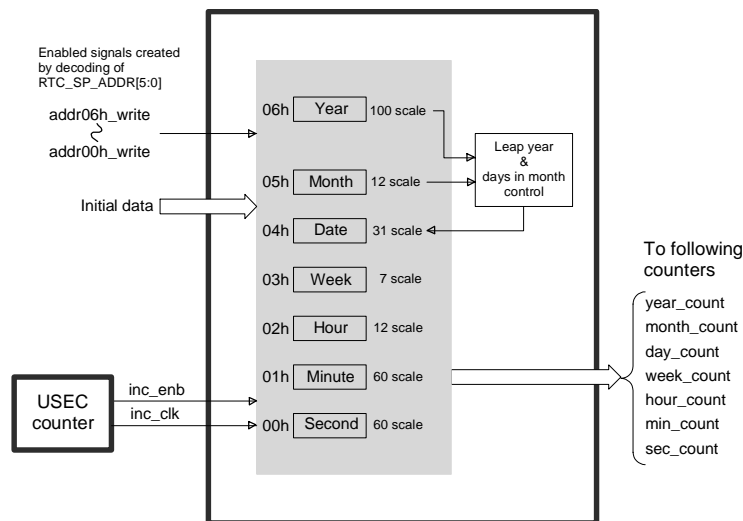 Enabled signals created
by decoding of
RTC_SP_ADDR[5:0]
addr06h_write
addr00h_write
Initial data
USEC
counter
inc_enb
inc_clk
06h Year 100 scale
05h Month 12 scale
04h Date 31 scale
03h Week 7 scale
02h Hour 12 scale
01h Minute 60 scale
00h Second 60 scale
Leap year
&
days in month
control
To following
counters
year_count
month_count
day_count
week_count
hour_count
min_count
sec_count